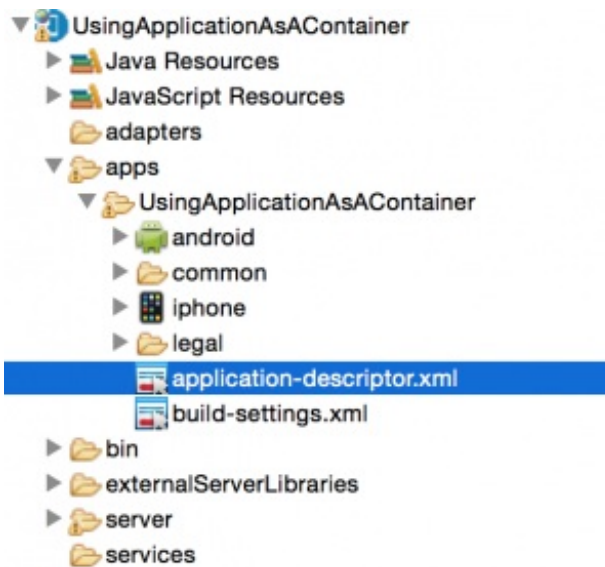 UsingApplicationAsAContainer
Java Resources
JavaScript Resources
adapters
apps
UsingApplicationAsAContainer
android
common
iphone
legal
application-descriptor.xml
build-settings.xml
bin
externalServerLibraries
server
services